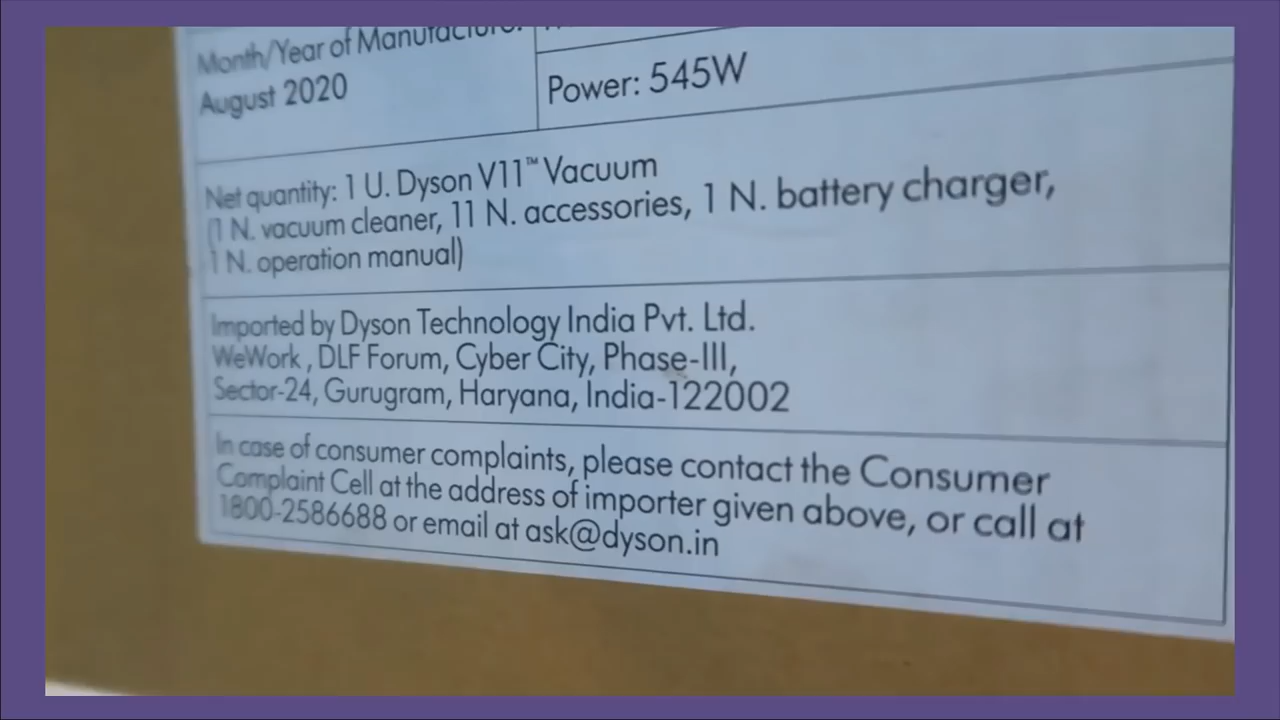 Month/Year of Manufacture:
August 2020
Power: 545W
Net quantity: 1 U. Dyson V11™ Vacuum
(1 N. vacuum cleaner, 11 N. accessories, 1 N. battery charger,
1 N. operation manual)
Imported by Dyson Technology India Pvt. Ltd.
WeWork , DLF Forum, Cyber City, Phase-III,
Sector-24, Gurugram, Haryana, India-122002
In case of consumer complaints, please contact the Consumer
Complaint Cell at the address of importer given above, or call at
1800-2586688 or email at ask@dyson.in